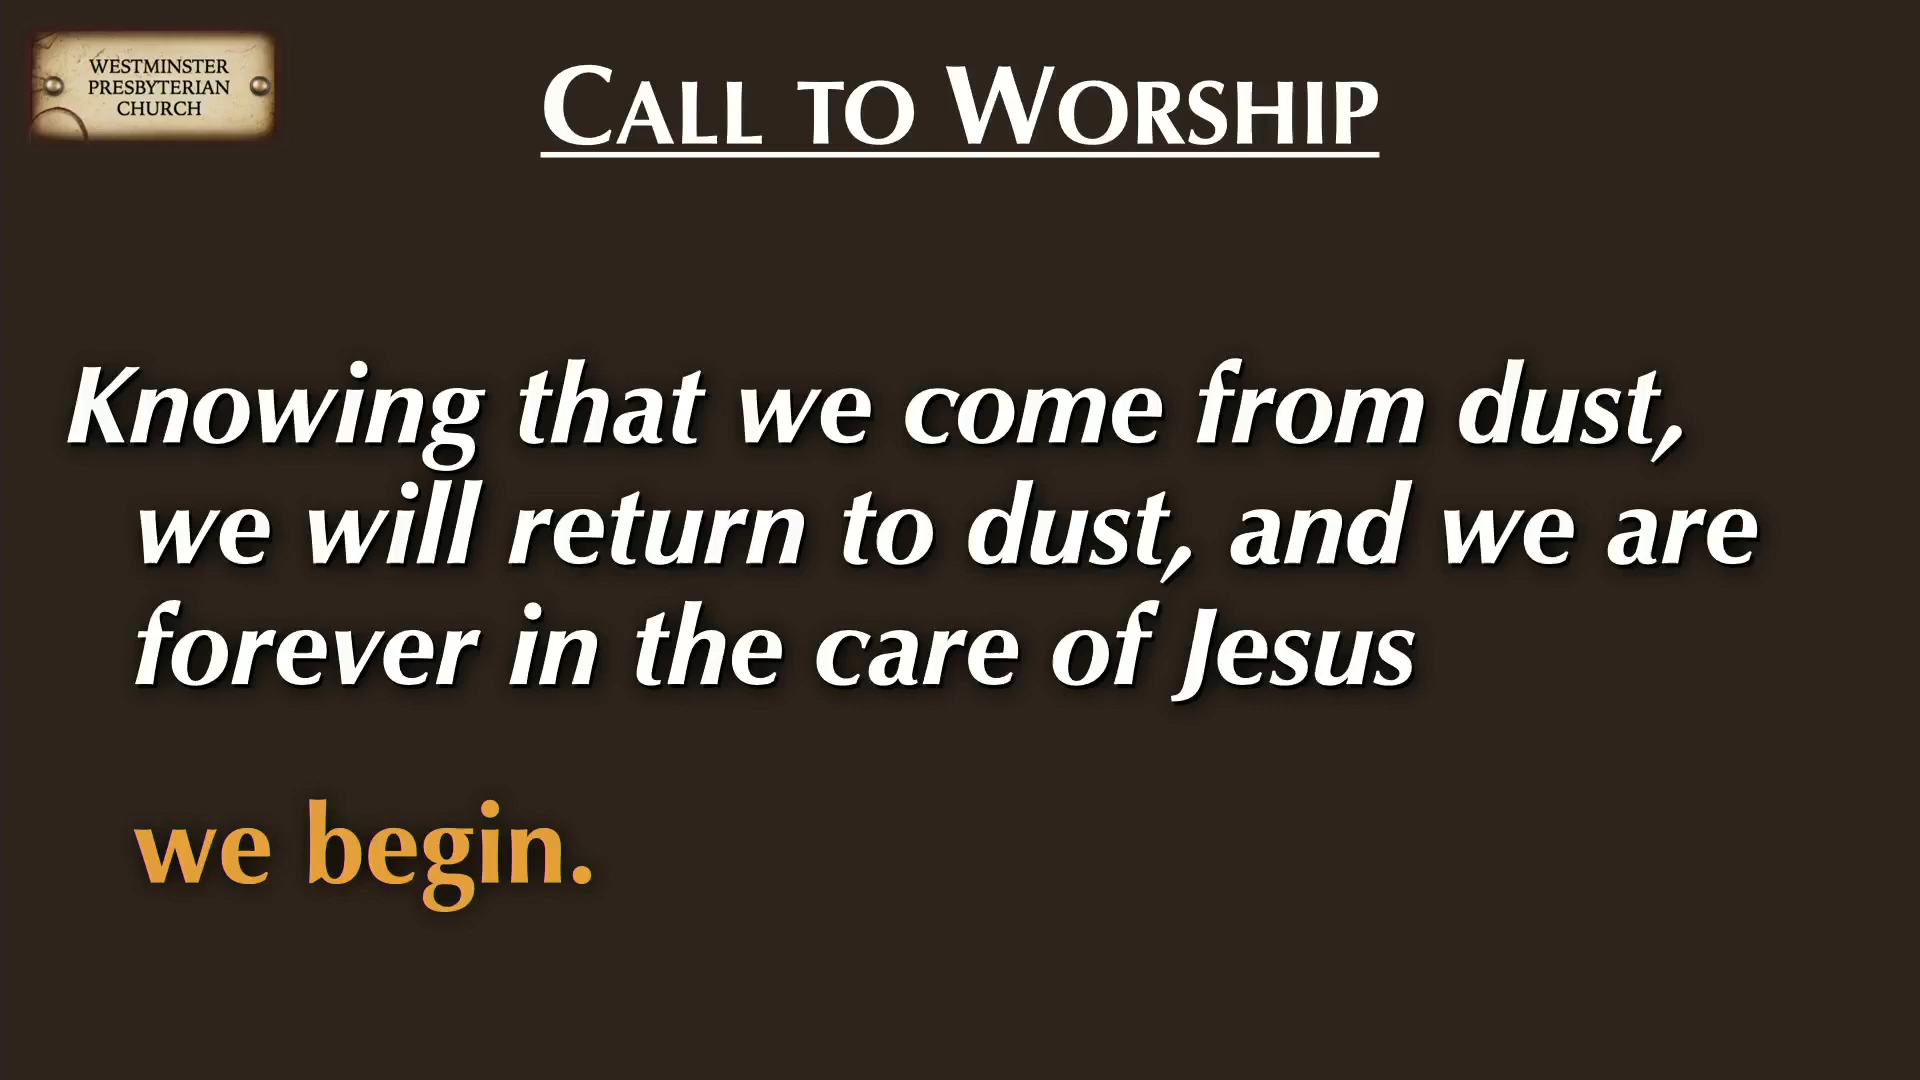 WESTMINSTER
PRESBYTERIAN
CHURCH
CALL TO WORSHIP
Knowing that we come from dust,
we will return to dust, and we are
forever in the care of Jesus
we begin.